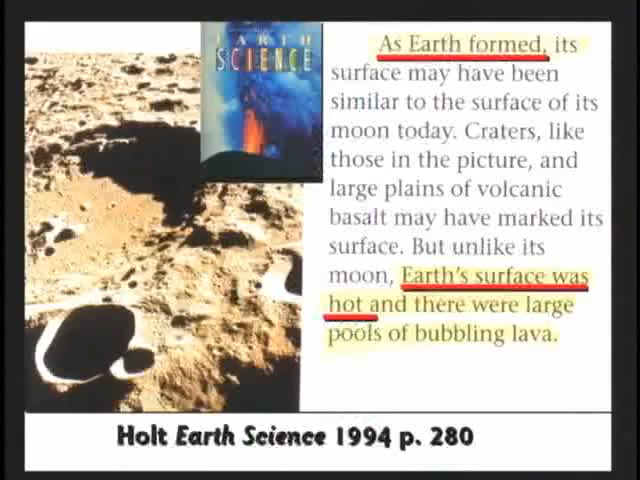 EARTH
SCIENCE
As Earth formed, its
surface may have been
similar to the surface of its
moon today. Craters, like
those in the picture, and
large plains of volcanic
basalt may have marked its
surface. But unlike its
moon, Earth's surface was
hot and there were large
pools of bubbling lava.
Holt Earth Science 1994 p. 280